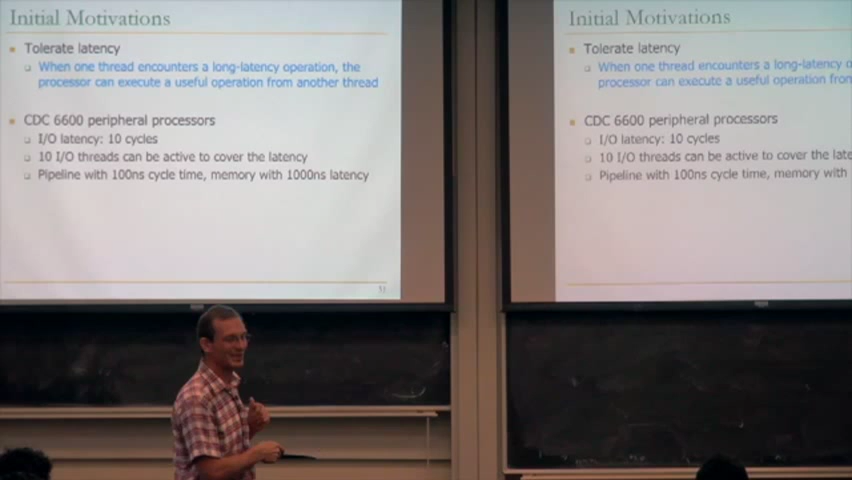 Initial Motivations
Tolerate latency
When one thread encounters a long-latency operation, the
processor can execute a useful operation from another thread
CDC 6600 peripheral processors
I/O latency: 10 cycles
10 I/O threads can be active to cover the latency
Pipeline with 100ns cycle time, memory with 1000ns latency
Initial Motivations
Tolerate latency
When one thread encounters a long-latency o
processor can execute a useful operation fron
CDC 6600 peripheral processors
I/O latency: 10 cycles
10 I/O threads can be active to cover the late
Pipeline with 100ns cycle time, memory with